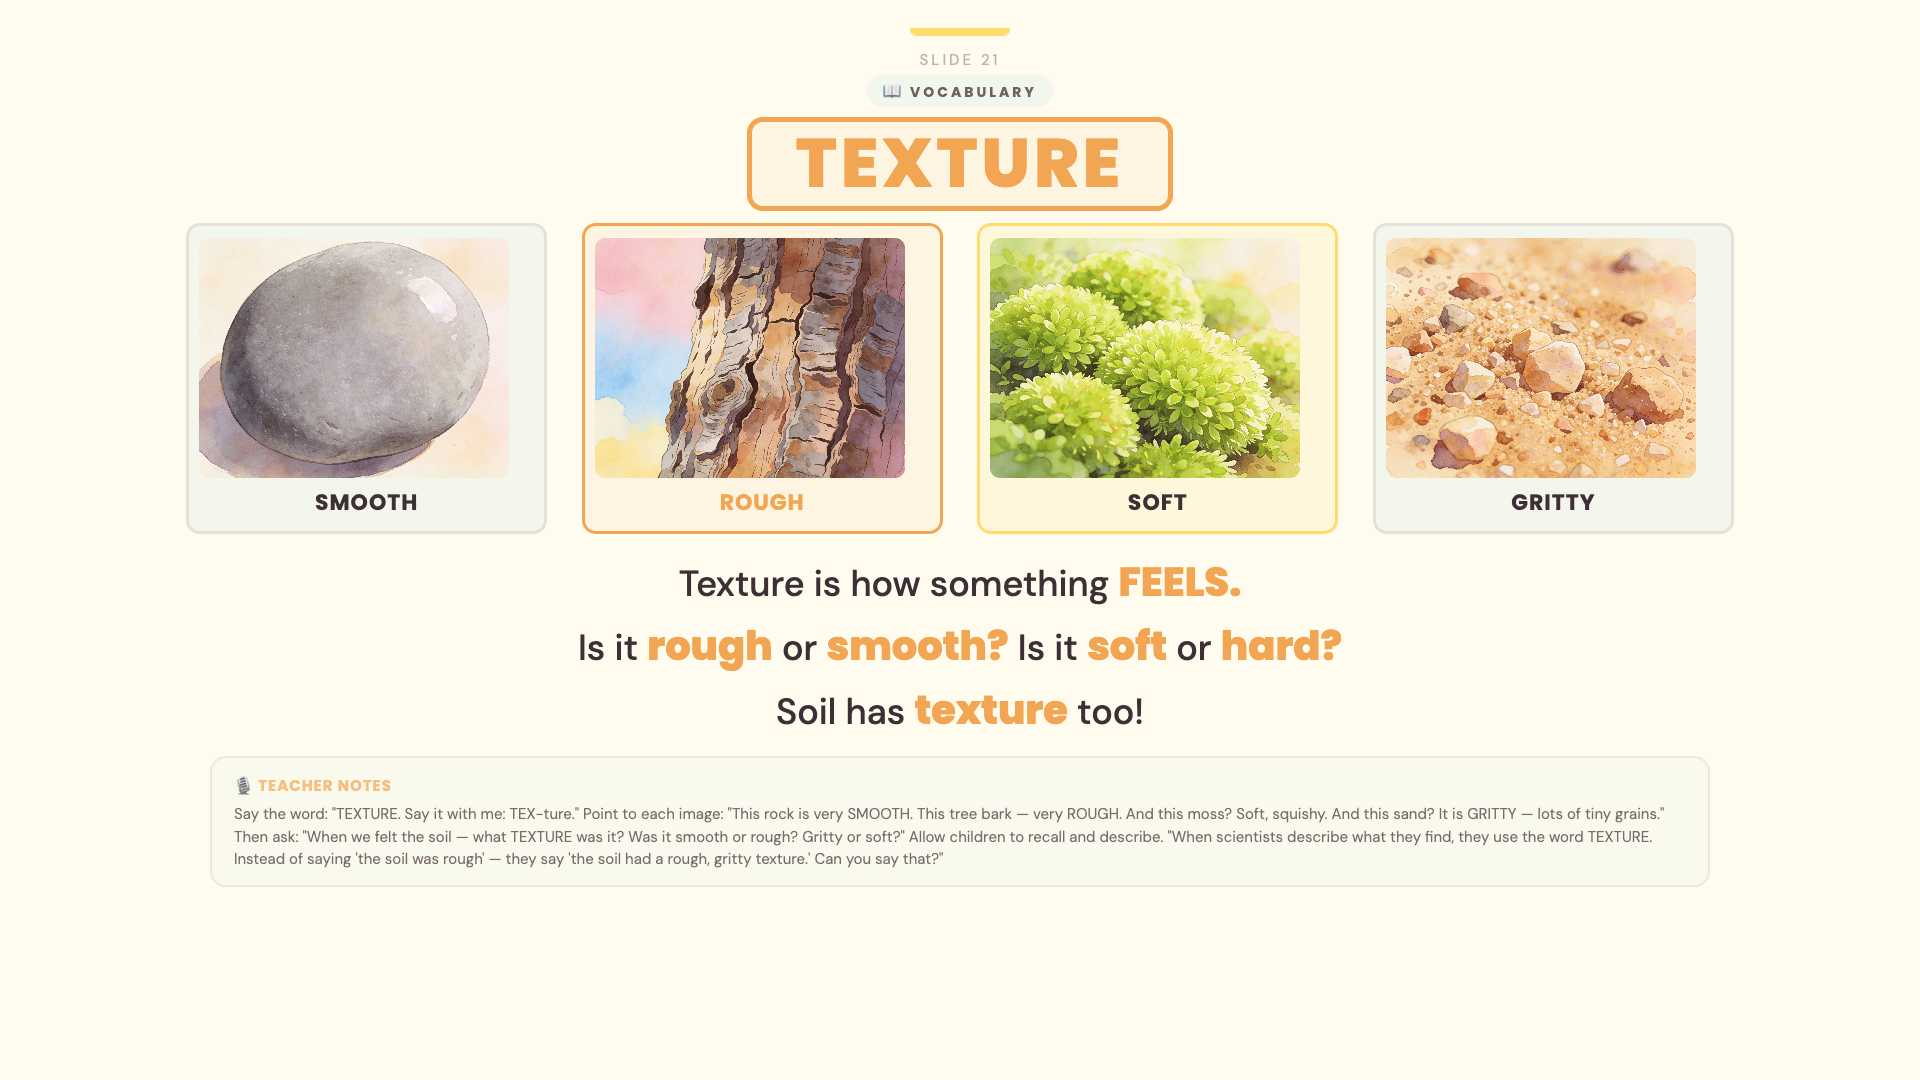 SLIDE 21
📖 VOCABULARY
TEXTURE
SMOOTH
ROUGH
SOFT
GRITTY
Texture is how something FEELS.
Is it rough or smooth? Is it soft or hard?
Soil has texture too!
🎙️ TEACHER NOTES
Say the word: "TEXTURE. Say it with me: TEX-ture." Point to each image: "This rock is very SMOOTH. This tree bark — very ROUGH. And this moss? Soft, squishy. And this sand? It is GRITTY — lots of tiny grains."
Then ask: "When we felt the soil — what TEXTURE was it? Was it smooth or rough? Gritty or soft?" Allow children to recall and describe. "When scientists describe what they find, they use the word TEXTURE.
Instead of saying 'the soil was rough' — they say 'the soil had a rough, gritty texture.' Can you say that?"